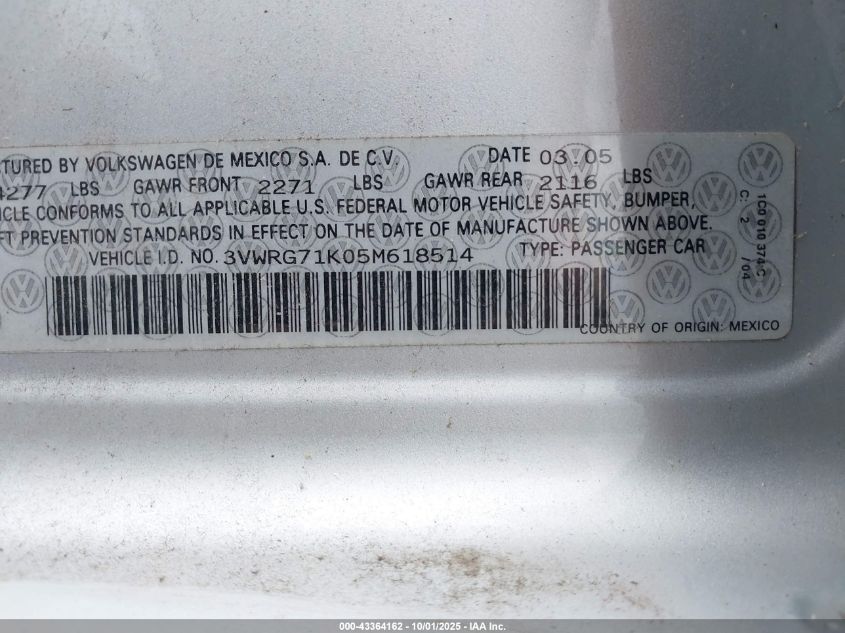 TURED BY VOLKSWAGEN DE MEXICO S.A. DE C.V. DATE 03.05
4277 LBS GAWR FRONT 2271 LBS GAWR REAR 2116 LBS
ICLE CONFORMS TO ALL APPLICABLE U.S. FEDERAL MOTOR VEHICLE SAFETY, BUMPER,
FT PREVENTION STANDARDS IN EFFECT ON THE DATE OF MANUFACTURE SHOWN ABOVE.
VEHICLE I.D. NO. 3VWRG71K05M618514 TYPE: PASSENGER CAR
COUNTRY OF ORIGIN: MEXICO
1C0 010 374 C
C: 2 /04
000-43364162 - 10/01/2025 - IAA Inc.